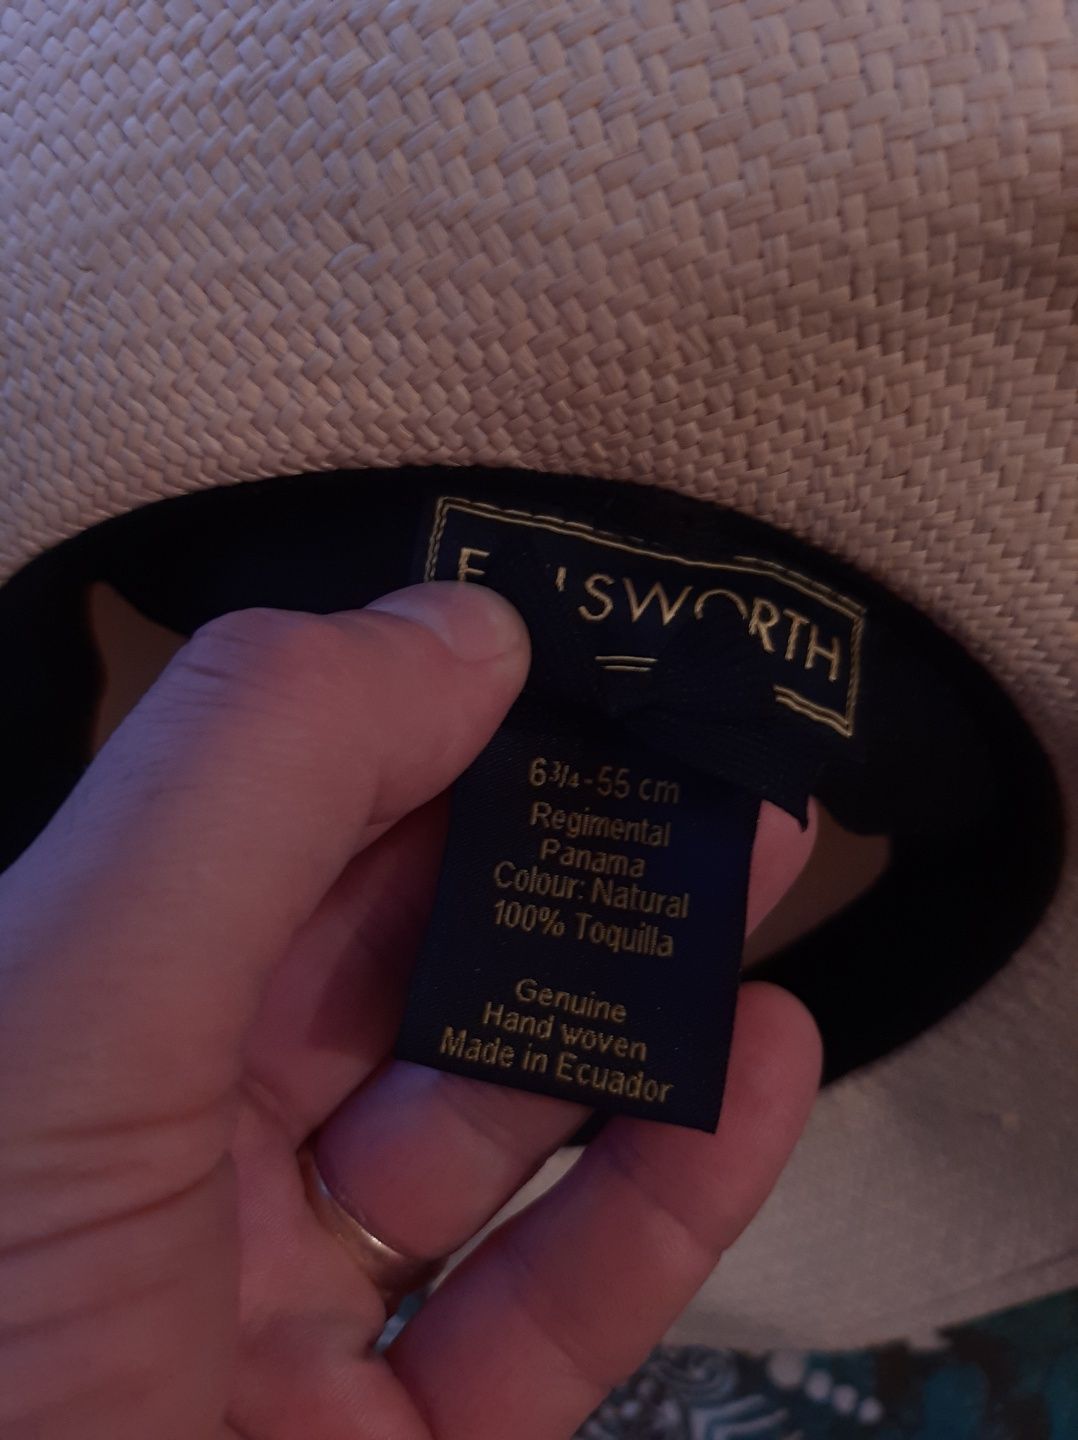 6¾-55 cm
Regimental
Panama
Colour: Natural
100% Toquilla
Genuine
Hand woven
Made in Ecuador